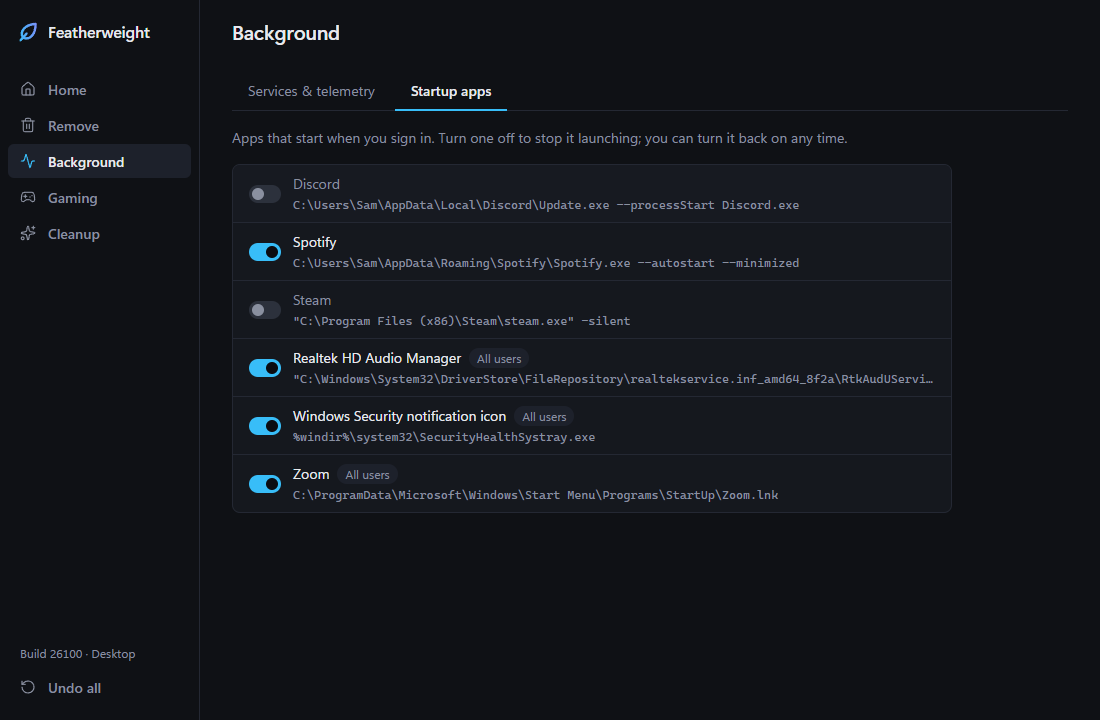 Featherweight
Home
Remove
Background
Gaming
Cleanup
Build 26100 · Desktop
Undo all
Background
Services & telemetry
Startup apps
Apps that start when you sign in. Turn one off to stop it launching; you can turn it back on any time.
Discord
C:\Users\Sam\AppData\Local\Discord\Update.exe --processStart Discord.exe
Spotify
C:\Users\Sam\AppData\Roaming\Spotify\Spotify.exe --autostart --minimized
Steam
"C:\Program Files (x86)\Steam\steam.exe" -silent
Realtek HD Audio Manager All users
"C:\Windows\System32\DriverStore\FileRepository\realtekservice.inf_amd64_8f2a\RtkAudUServi…
Windows Security notification icon All users
%windir%\system32\SecurityHealthSystray.exe
Zoom All users
C:\ProgramData\Microsoft\Windows\Start Menu\Programs\StartUp\Zoom.lnk